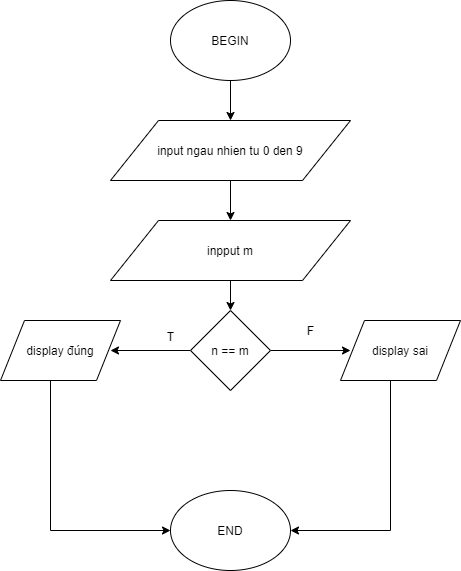 BEGIN
input ngau nhien tu 0 den 9
inpput m
T
F
display đúng
n == m
display sai
END